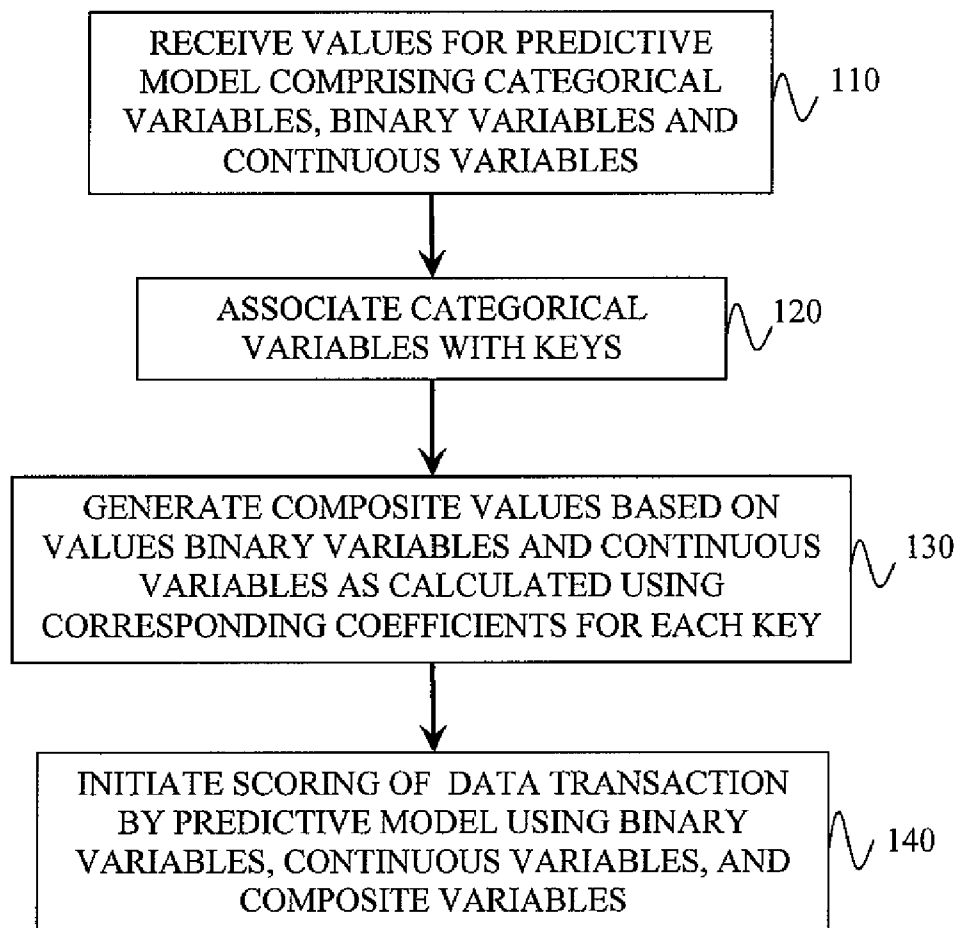 RECEIVE VALUES FOR PREDICTIVE
MODEL COMPRISING CATEGORICAL
VARIABLES, BINARY VARIABLES AND
CONTINUOUS VARIABLES
110
ASSOCIATE CATEGORICAL
VARIABLES WITH KEYS
120
GENERATE COMPOSITE VALUES BASED ON
VALUES BINARY VARIABLES AND CONTINUOUS
VARIABLES AS CALCULATED USING
CORRESPONDING COEFFICIENTS FOR EACH KEY
130
INITIATE SCORING OF DATA TRANSACTION
BY PREDICTIVE MODEL USING BINARY
VARIABLES, CONTINUOUS VARIABLES, AND
COMPOSITE VARIABLES
140